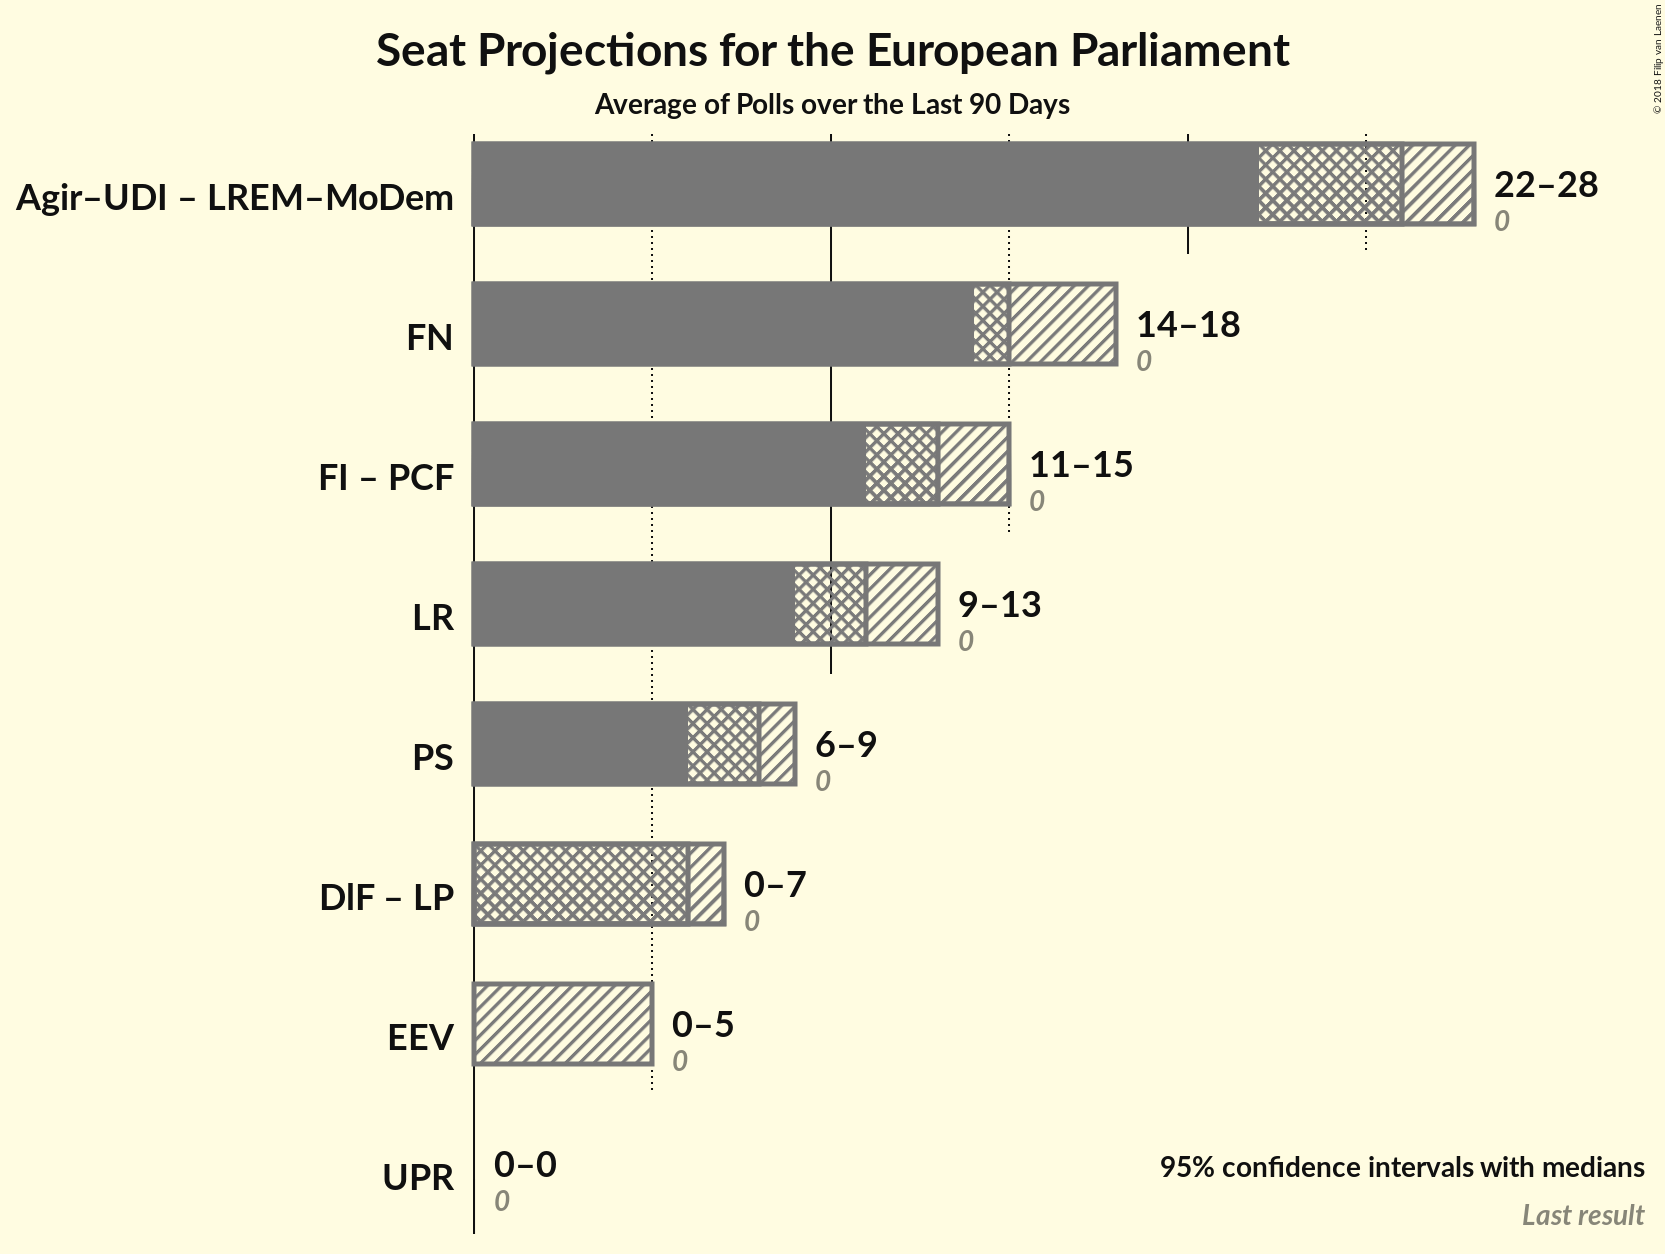 Seat Projections for the European Parliament
Average of Polls over the Last 90 Days
© 2018 Filip van Laenen
Agir–UDI – LREM–MoDem
22–28
0
FN
14–18
0
FI – PCF
11–15
0
LR
9–13
0
PS
6–9
0
DlF – LP
0–7
0
EEV
0–5
0
UPR
0–0
0
95% confidence intervals with medians
Last result